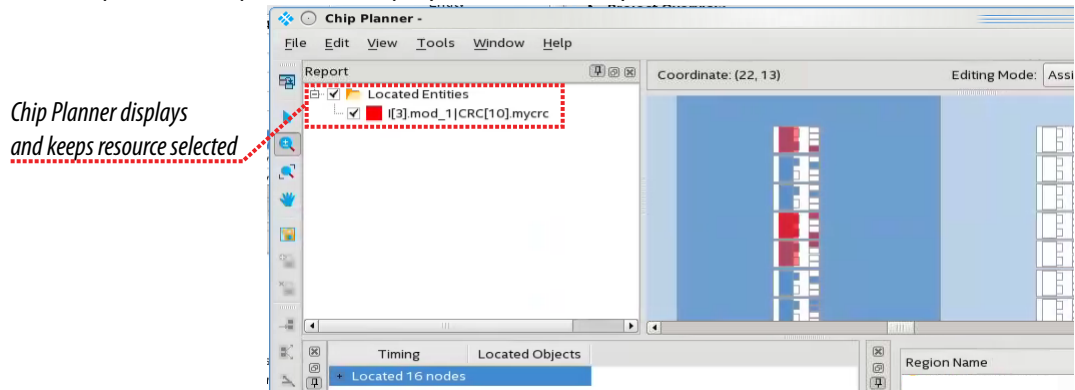 Chip Planner -
File Edit View Tools Window Help
Report
Coordinate: (22, 13)
Editing Mode: Assi
Located Entities
I[3].mod_1|CRC[10].mycrc
Chip Planner displays
and keeps resource selected
Timing Located Objects
Region Name
+ Located 16 nodes